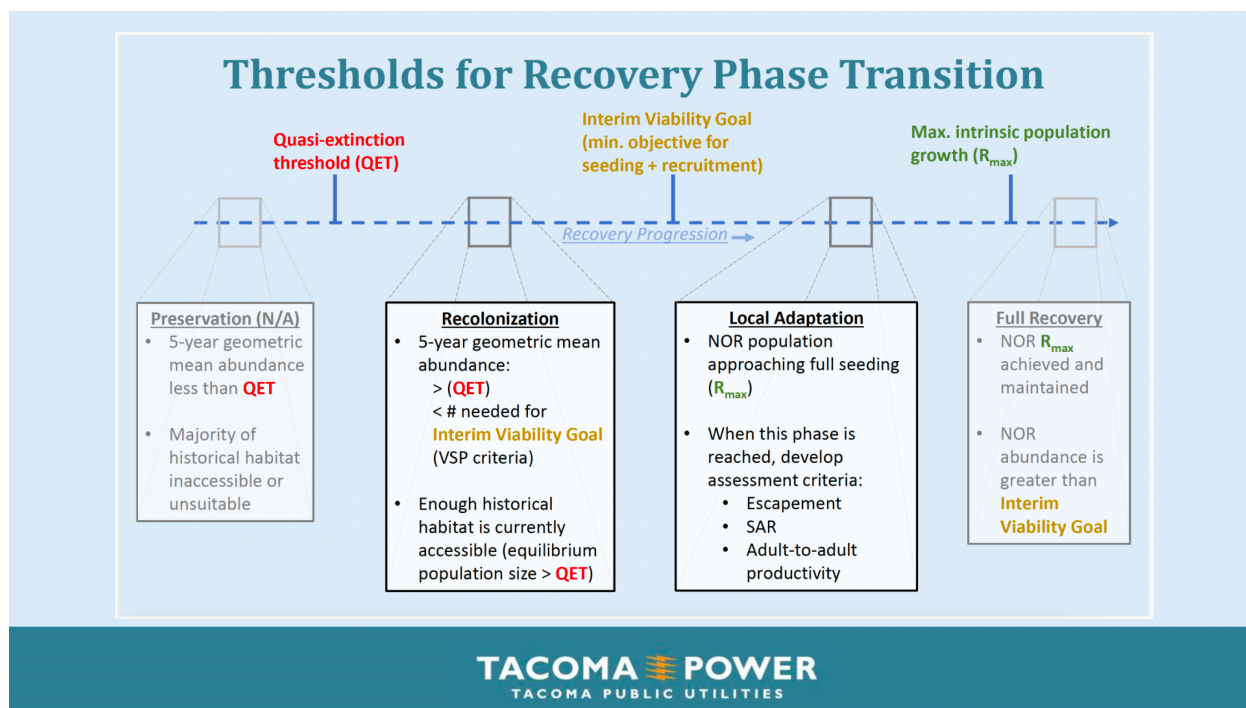 Thresholds for Recovery Phase Transition
Quasi-extinction
threshold (QET)
Interim Viability Goal
(min. objective for
seeding + recruitment)
Max. intrinsic population
growth (Rmax)
Recovery Progression
Preservation (N/A)
• 5-year geometric
mean abundance
less than QET
• Majority of
historical habitat
inaccessible or
unsuitable
Recolonization
• 5-year geometric mean
abundance:
> (QET)
< # needed for
Interim Viability Goal
(VSP criteria)
• Enough historical
habitat is currently
accessible (equilibrium
population size > QET)
Local Adaptation
• NOR population
approaching full seeding
(Rmax)
• When this phase is
reached, develop
assessment criteria:
• Escapement
• SAR
• Adult-to-adult
productivity
Full Recovery
• NOR Rmax
achieved and
maintained
• NOR
abundance is
greater than
Interim
Viability Goal
TACOMA POWER
TACOMA PUBLIC UTILITIES